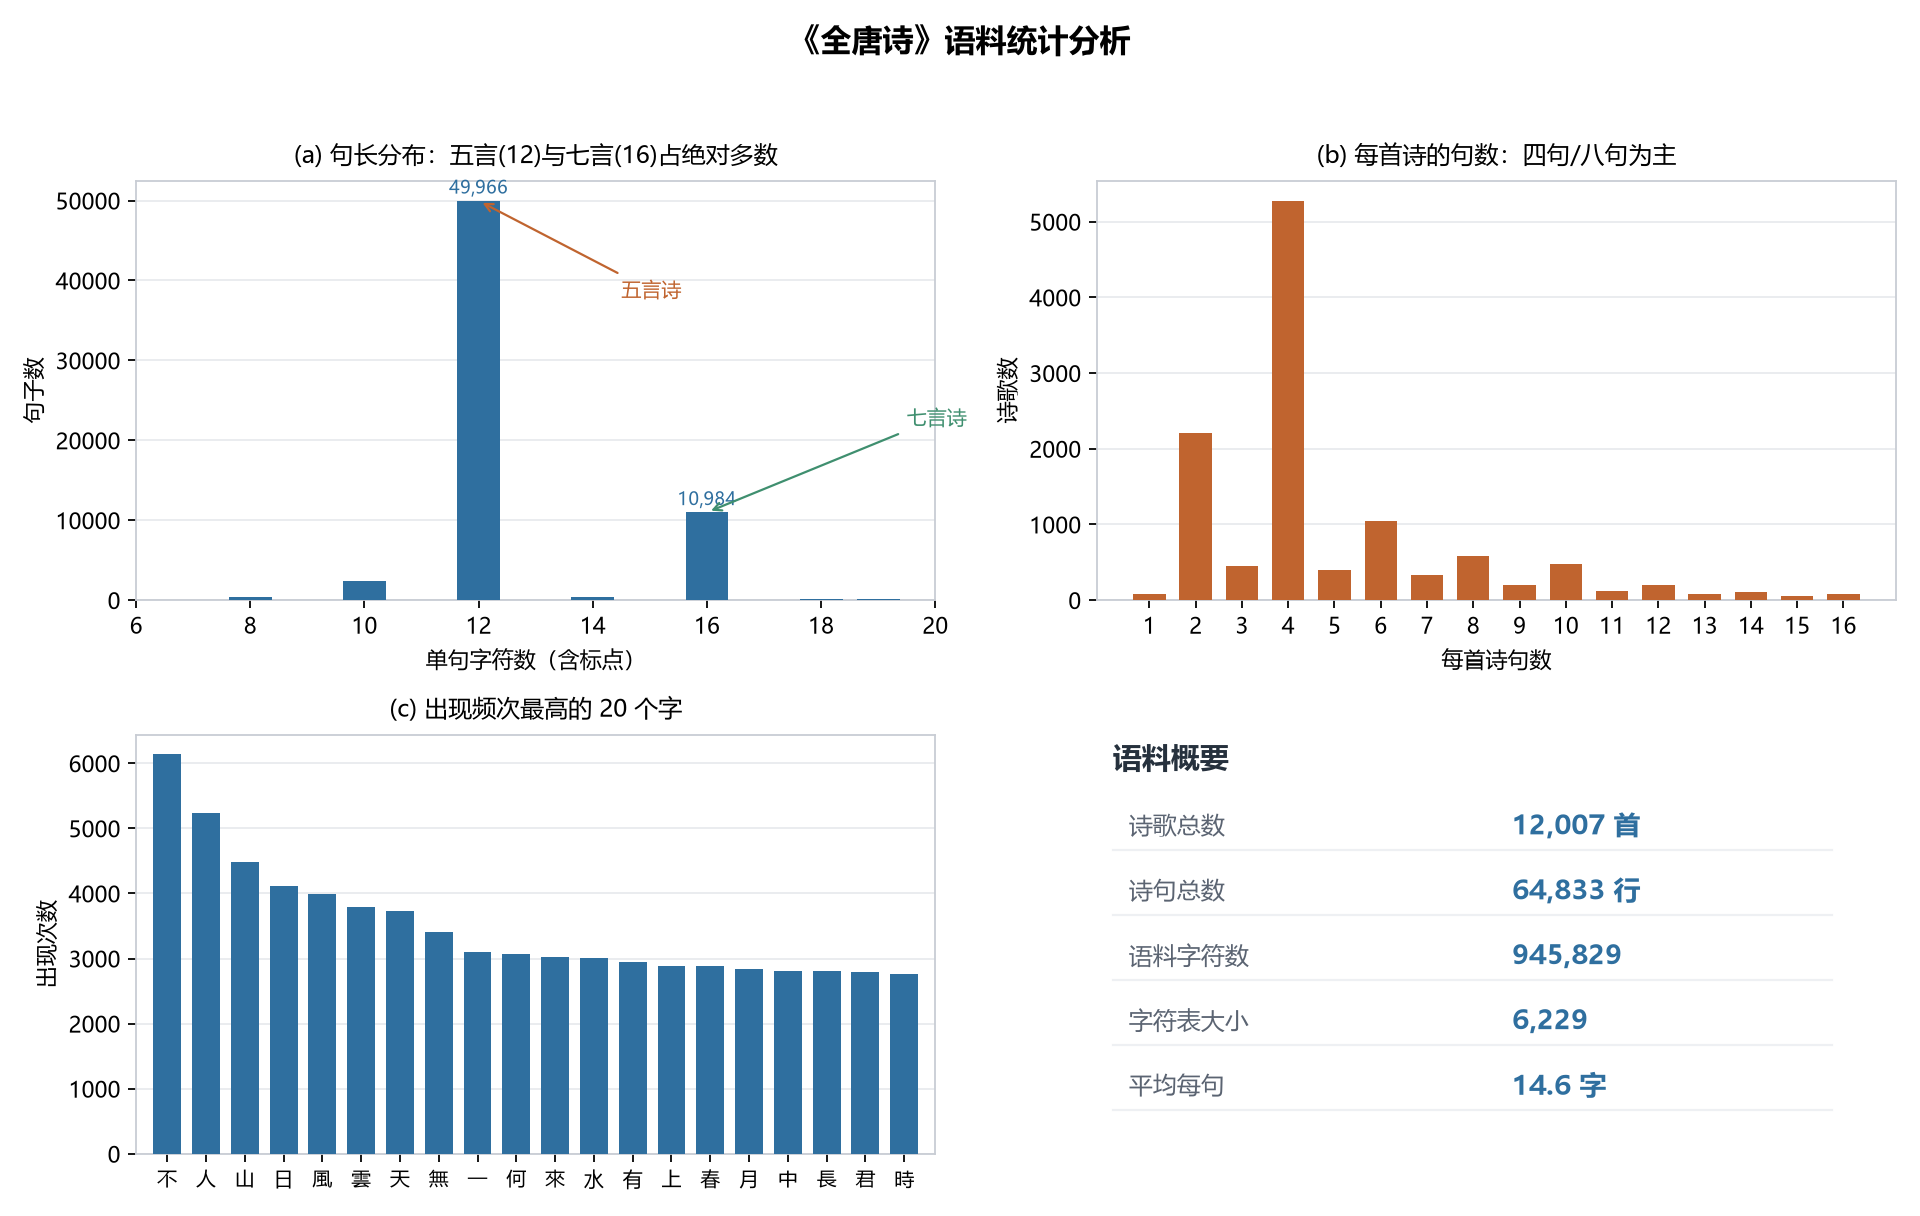 《全唐诗》语料统计分析
(a) 句长分布：五言(12)与七言(16)占绝对多数
49,966
五言诗
七言诗
10,984
句子数
50000
40000
30000
20000
10000
0
6 8 10 12 14 16 18 20
单句字符数（含标点）
(b) 每首诗的句数：四句/八句为主
诗歌数
5000
4000
3000
2000
1000
0
1 2 3 4 5 6 7 8 9 10 11 12 13 14 15 16
每首诗句数
(c) 出现频次最高的 20 个字
出现次数
6000
5000
4000
3000
2000
1000
0
不 人 山 日 風 雲 天 無 一 何 來 水 有 上 春 月 中 長 君 時
语料概要
诗歌总数 12,007 首
诗句总数 64,833 行
语料字符数 945,829
字符表大小 6,229
平均每句 14.6 字